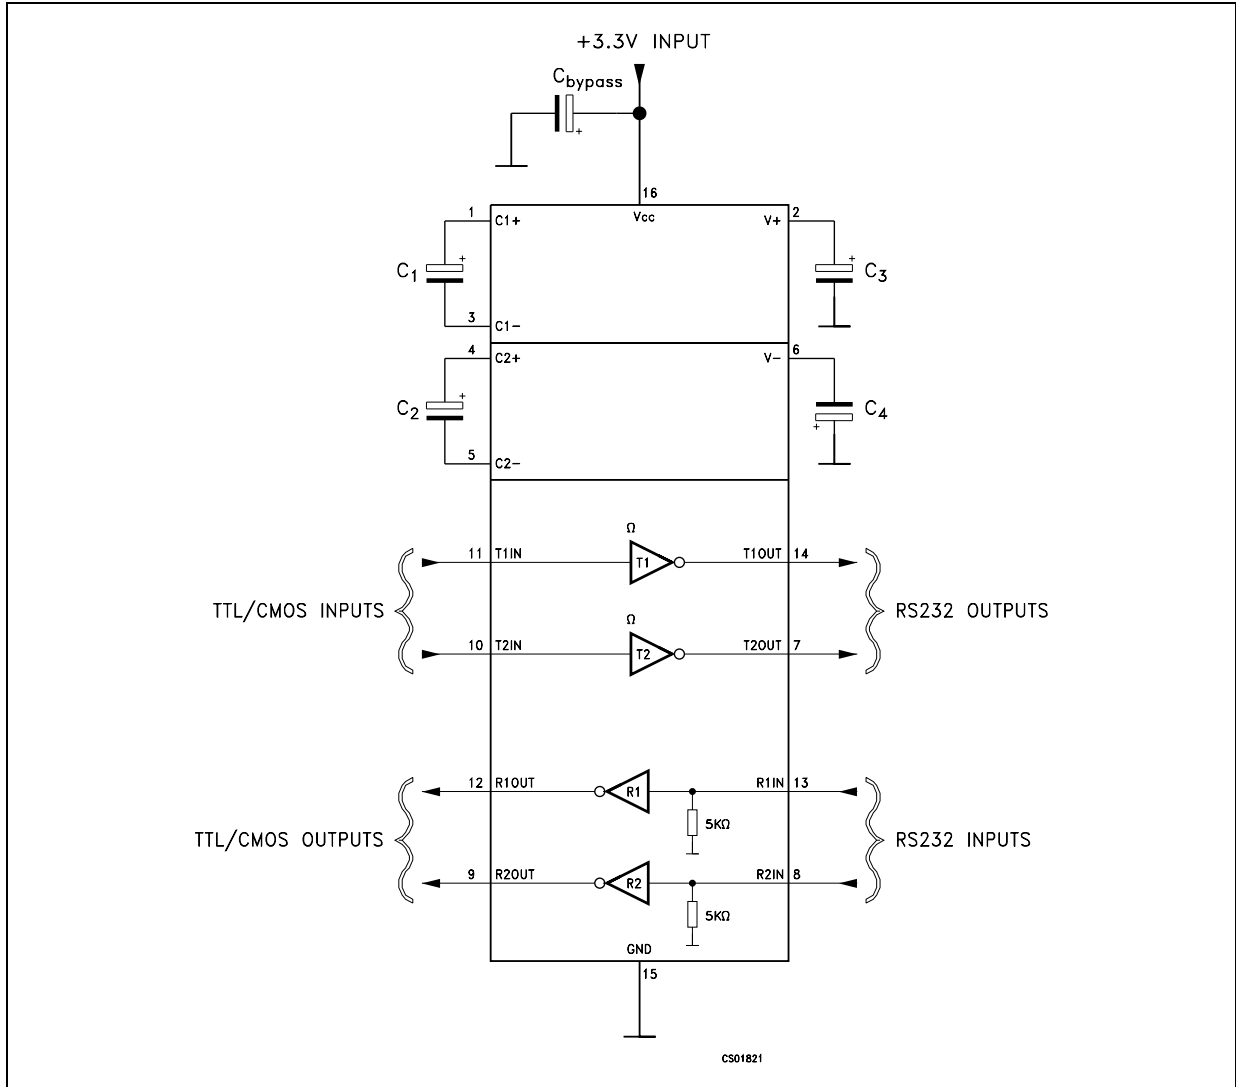 +3.3V INPUT
Cbypass
16
1 C1+ Vcc V+ 2
+ +
C1 C3
3 C1-
4 C2+ V- 6
+
C2 C4
+
5 C2-
Ω
11 T1IN T1 T1OUT 14
TTL/CMOS INPUTS RS232 OUTPUTS
Ω
10 T2IN T2 T2OUT 7
12 R1OUT R1 R1IN 13
5KΩ
TTL/CMOS OUTPUTS RS232 INPUTS
9 R2OUT R2 R2IN 8
5KΩ
GND
15
CS01821